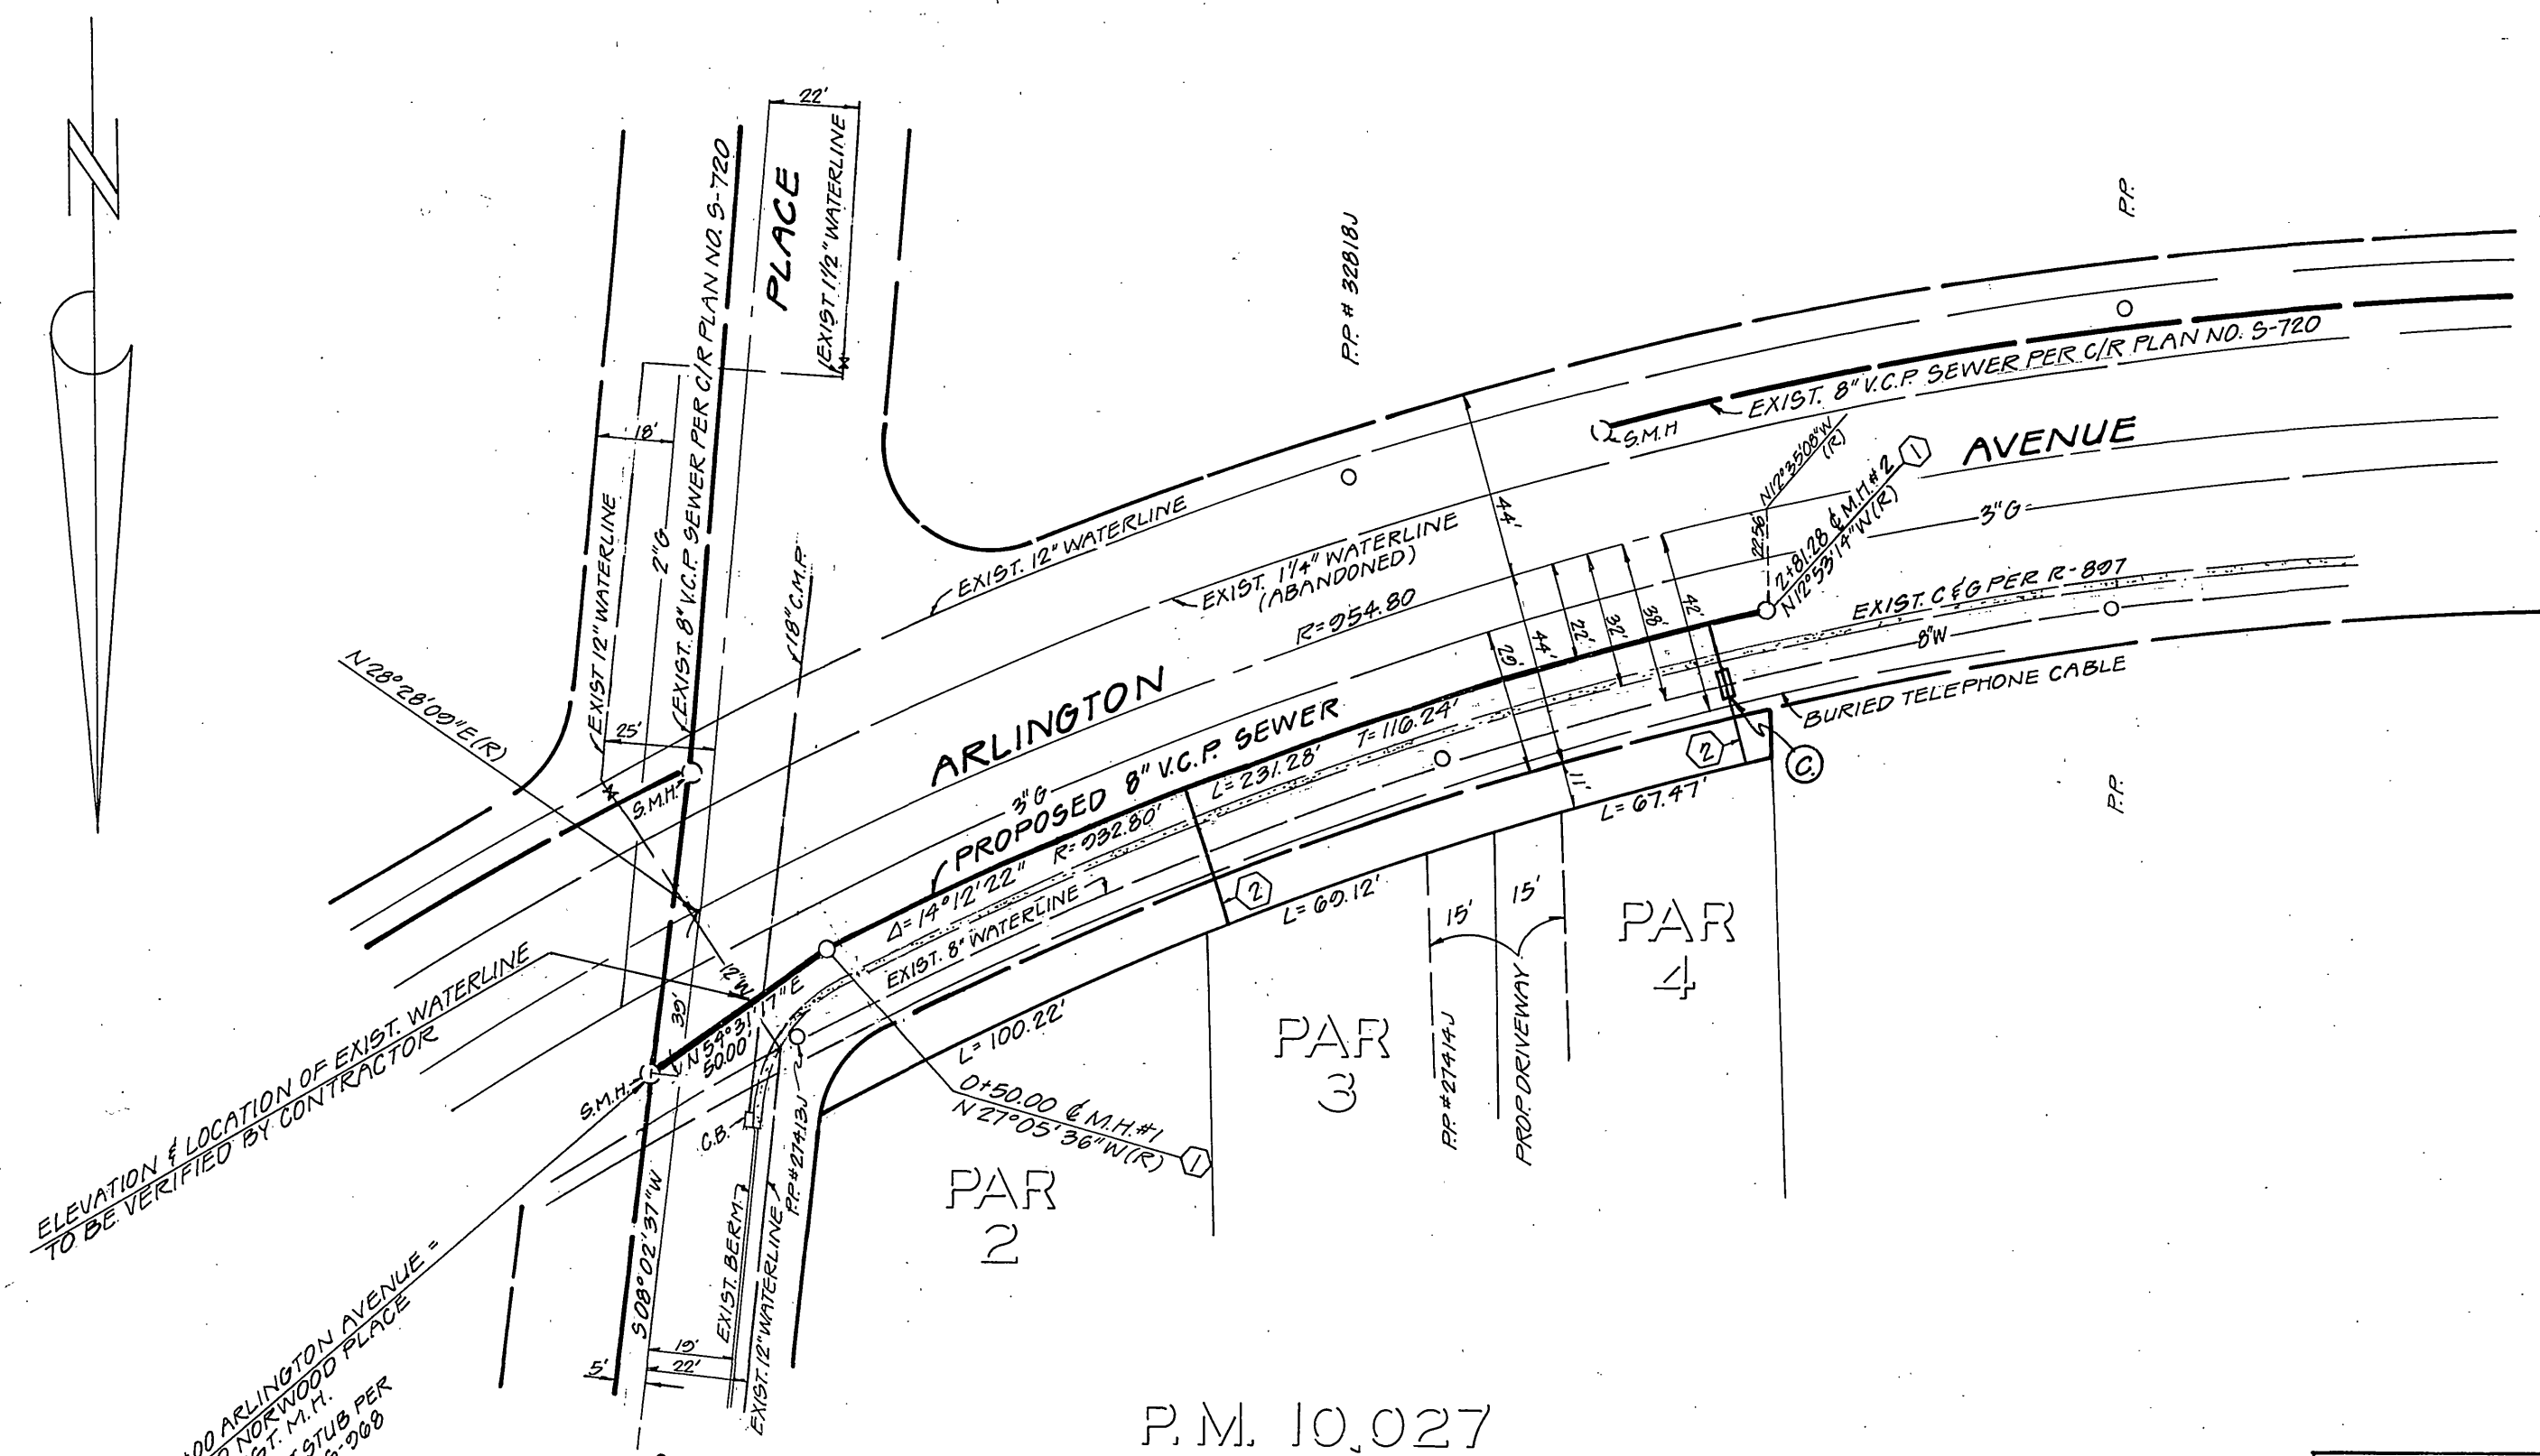 N
22'
EXIST 1 1/2" WATERLINE
PLACE
EXIST. 8" V.C.P. SEWER PER C/R PLAN NO. S-720
18'
EXIST 12" WATERLINE
2" G
25'
18" C.M.P.
P.P. # 32818J
P.P.
EXIST. 8" V.C.P. SEWER PER C/R PLAN NO. S-720
S.M.H
AVENUE
N12°35'08"W
(R)
22.56'
2+81.28 ℄ M.H.#2
N12°53'14"W(R)
1
3"G
EXIST. C&G PER R-897
8"W
BURIED TELEPHONE CABLE
P.P.
EXIST. 12" WATERLINE
EXIST. 1 1/4" WATERLINE
(ABANDONED)
R=954.80
44'
44'
29'
22'
32'
38'
42'
11'
ARLINGTON
3"G
PROPOSED 8" V.C.P. SEWER
Δ=14°12'22"
R=932.80'
L=231.28'
T=116.24'
EXIST. 8" WATERLINE
N28°28'09"E(R)
S.M.H.
12"W
39'
N54°31'17"E
50.00'
S.M.H.
C.B.
L=100.22'
L=69.12'
L=67.47'
2
2
C.
0+50.00 ℄ M.H.#1
N27°05'36"W(R)
1
15'
15'
PROP. DRIVEWAY
P.P.#27414J
P.P.#27413J
PAR
2
PAR
3
PAR
4
ELEVATION & LOCATION OF EXIST. WATERLINE
TO BE VERIFIED BY CONTRACTOR
S08°02'37"W
EXIST. BERM
EXIST. 12" WATERLINE
5'
19'
22'
+00 ARLINGTON AVENUE =
NORWOOD PLACE
M.H.
STUB PER
S-968
P.M. 10,027